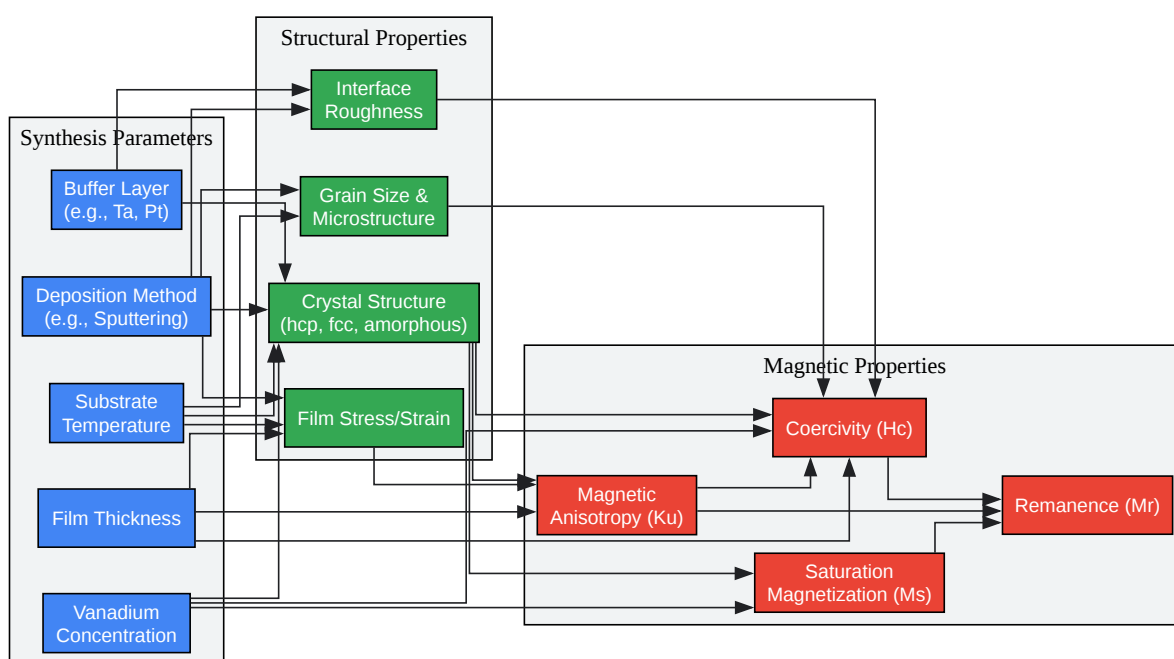 Structural Properties
Interface
Roughness
Grain Size &
Microstructure
Crystal Structure
(hcp, fcc, amorphous)
Film Stress/Strain
Synthesis Parameters
Buffer Layer
(e.g., Ta, Pt)
Deposition Method
(e.g., Sputtering)
Substrate
Temperature
Film Thickness
Vanadium
Concentration
Magnetic Properties
Coercivity (Hc)
Magnetic
Anisotropy (Ku)
Remanence (Mr)
Saturation
Magnetization (Ms)